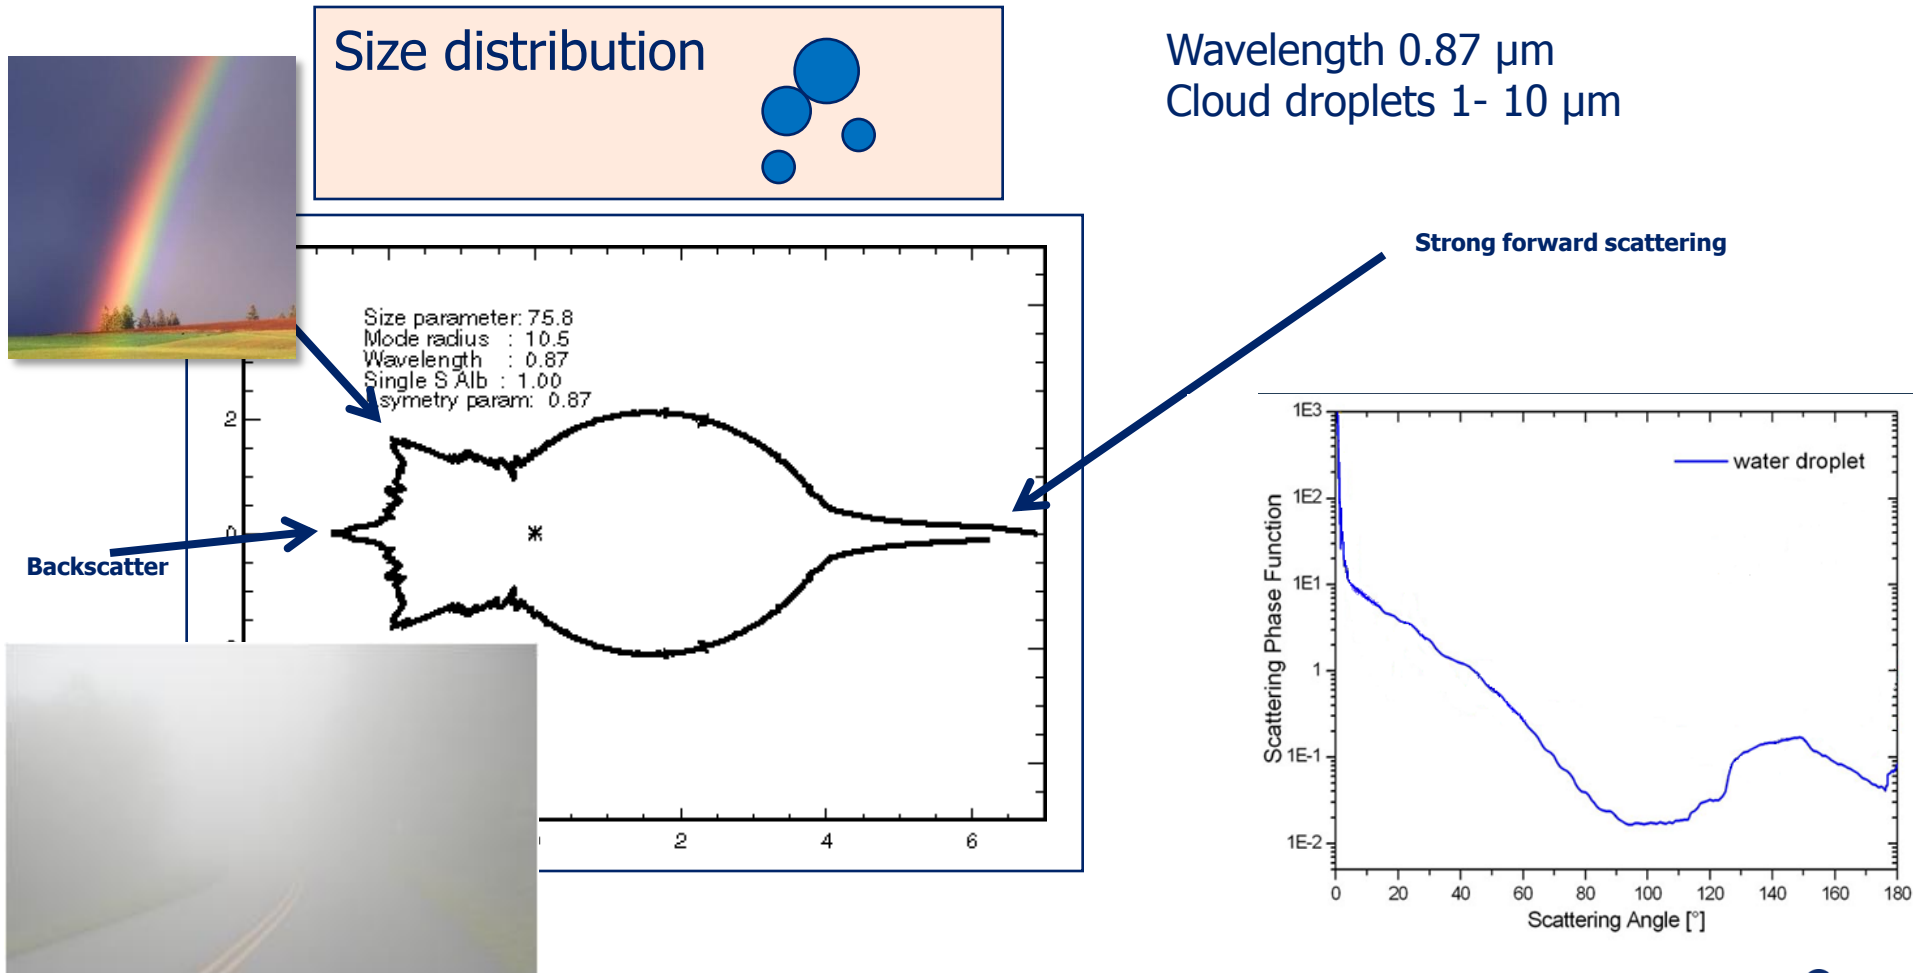 Size distribution
Wavelength 0.87 µm
Cloud droplets 1- 10 µm
Strong forward scattering
Size parameter: 75.8
Mode radius : 10.5
Wavelength : 0.87
Single S Alb : 1.00
symetry param: 0.87
2
0
Backscatter
2
4
6
1E3
1E2
1E1
1
1E-1
1E-2
water droplet
Scattering Phase Function
0
20
40
60
80
100
120
140
160
180
Scattering Angle [°]